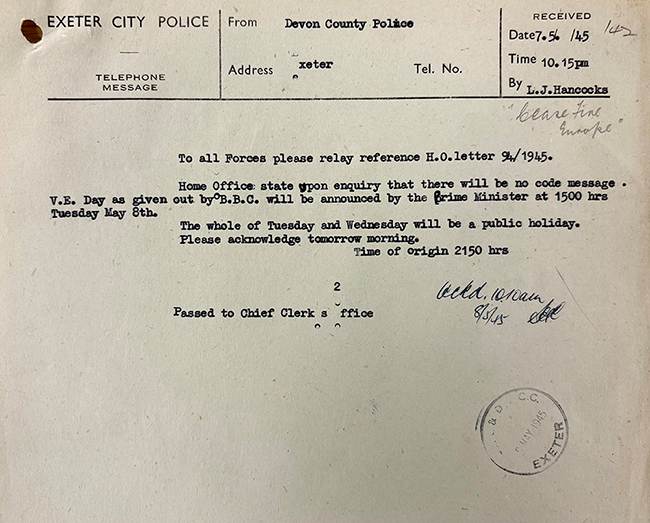 EXETER CITY POLICE
TELEPHONE
MESSAGE
From Devon County Police
Address Exeter Tel. No.
RECEIVED
Date 7.5. /45
Time 10.15pm
By L.J.Hancocks
142
"Cease Fire
Europe"
To all Forces please relay reference H.O.letter 94/1945.
Home Office state upon enquiry that there will be no code message .
V.E. Day as given out by B.B.C. will be announced by the Prime Minister at 1500 hrs
Tuesday May 8th.
The whole of Tuesday and Wednesday will be a public holiday.
Please acknowledge tomorrow morning.
Time of origin 2150 hrs
2
Passed to Chief Clerk s ffice
ackd. 10.10am
8/5/45
& D C.C.
MAY 1945
EXETER